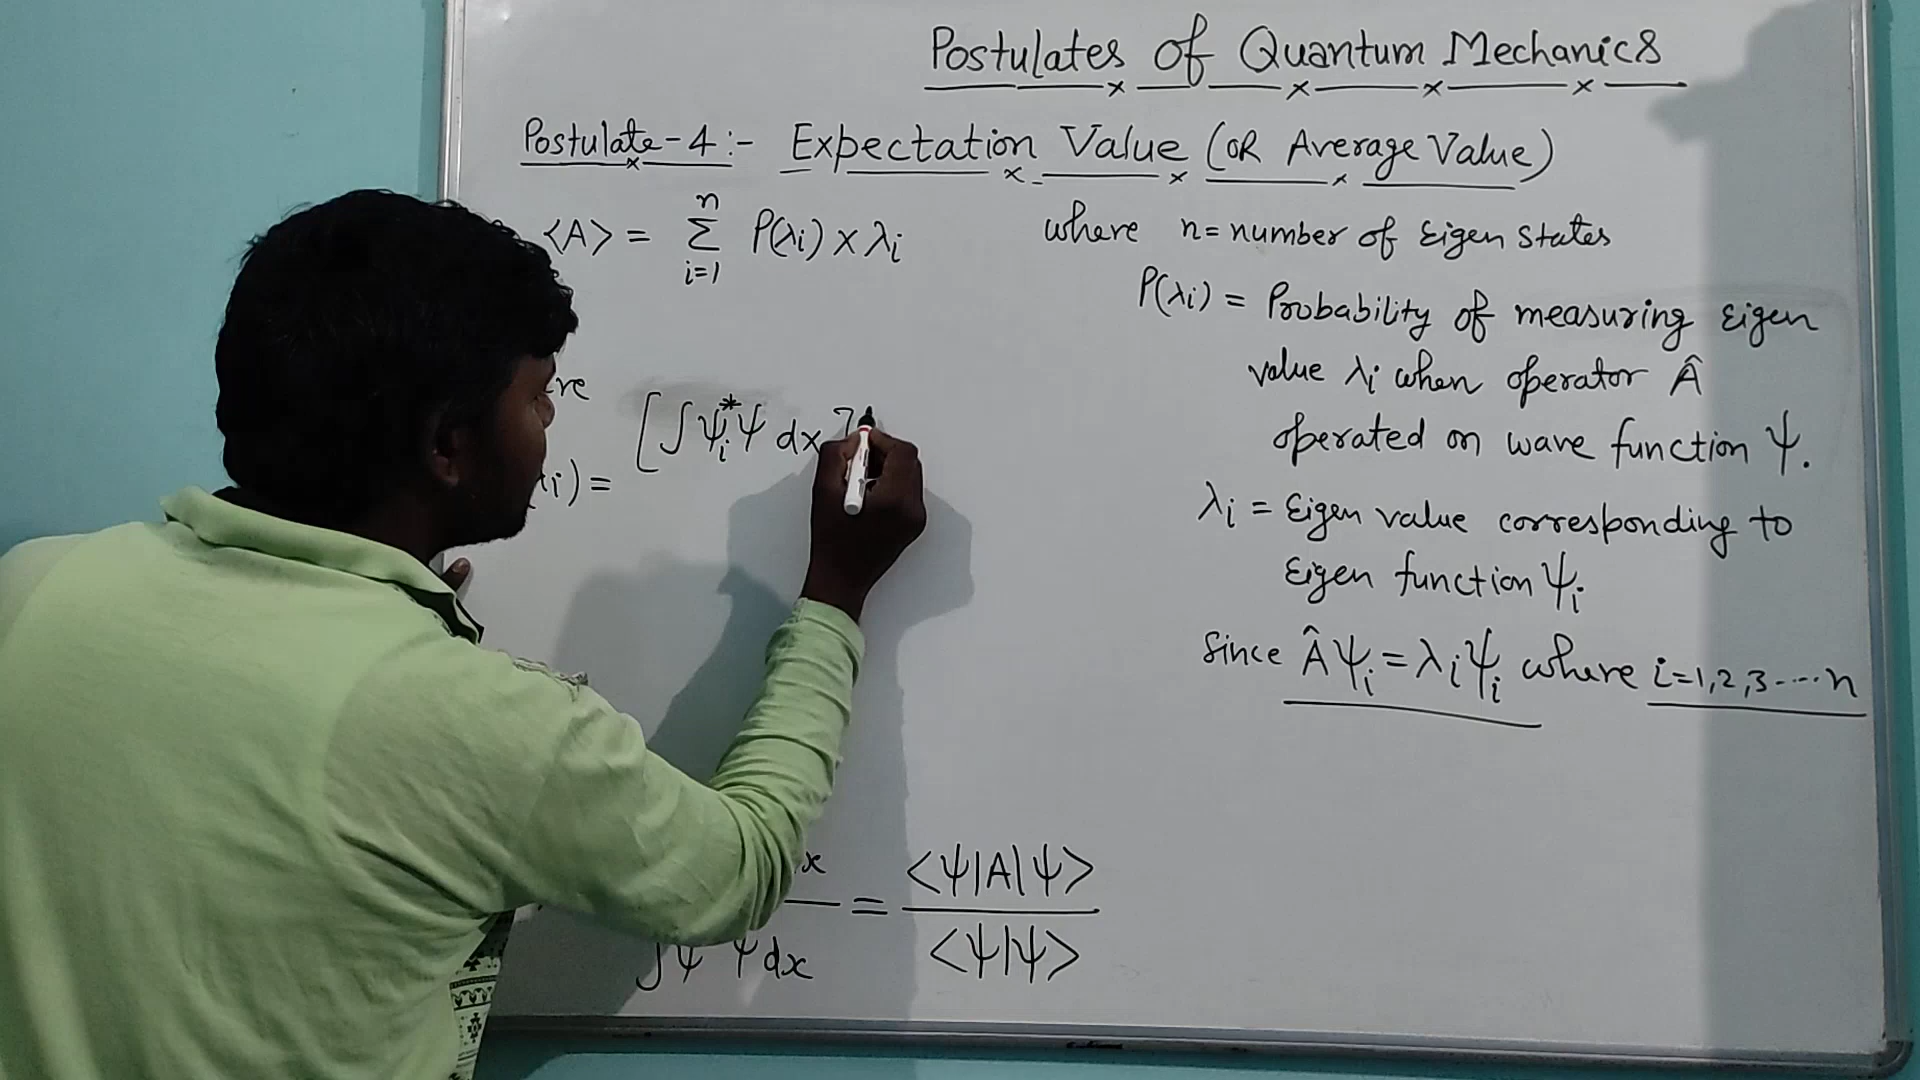 Postulates of Quantum Mechanics
Postulate-4:- Expectation Value (OR Average Value)
<A> = n Σ i=1 P(λi) x λi
where n= number of Eigen states
P(λi) = Probability of measuring Eigen
value λi when operator Â
operated on wave function ψ.
λi = Eigen value corresponding to
Eigen function ψi
Since Âψi = λiψi where i=1,2,3----n
re
i) = [∫ψi*ψ dx]
x
∫ψ ψ dx
= <ψ|A|ψ>
<ψ|ψ>